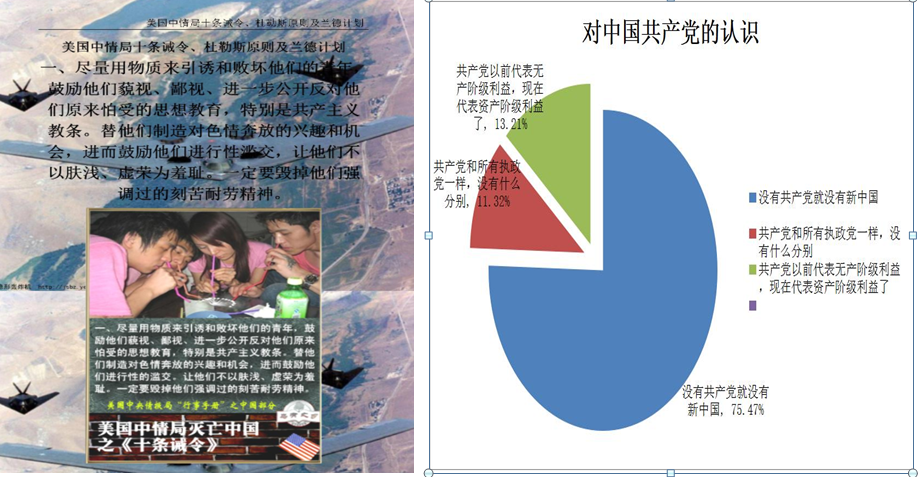 美国中情局十条诫令、杜勒斯原则及兰德计划
美国中情局十条诫令、杜勒斯原则及兰德计划
一、尽量用物质来引诱和败坏他们的青年，
鼓励他们藐视、鄙视、进一步公开反对他
们原来怕受的思想教育，特别是共产主义
教条。替他们制造对色情奔放的兴趣和机
会，进而鼓励他们进行性滥交，让他们不
以肤浅、虚荣为羞耻。一定要毁掉他们强
调过的刻苦耐劳精神。
一、尽量用物质来引诱和败坏他们的青年，鼓
励他们藐视、鄙视、进一步公开反对他们原来
怕受的思想教育，特别是共产主义教条。替他
们制造对色情奔放的兴趣和机会，进而鼓励他
们进行性的滥交。让他们不以肤浅、虚荣为羞
耻。一定要毁掉他们强调过的刻苦耐劳精神。
美国中央情报局“行事手册”之中国部分
美国中情局灭亡中国
之《十条诫令》
对中国共产党的认识
共产党以前代表无
产阶级利益，现在
代表资产阶级利益
了, 13.21%
共产党和所有执政
党一样，没有什么
分别, 11.32%
没有共产党就没有
新中国, 75.47%
没有共产党就没有新中国
共产党和所有执政党一样，没
有什么分别
共产党以前代表无产阶级利益
，现在代表资产阶级利益了